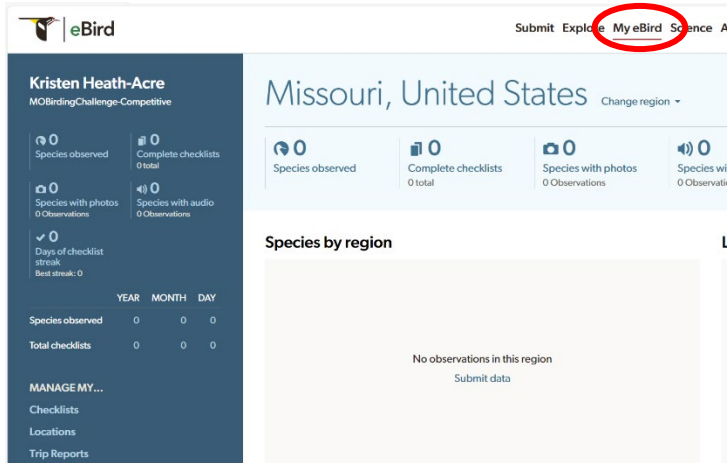 eBird
Submit Explore My eBird Science A
Kristen Heath-Acre
MOBirdingChallenge-Competitive
0
Species observed
0
Complete checklists
0 total
0
Species with photos
0 Observations
0
Species with audio
0 Observations
0
Days of checklist
streak
Best streak: 0
YEAR MONTH DAY
Species observed 0 0 0
Total checklists 0 0 0
MANAGE MY...
Checklists
Locations
Trip Reports
Missouri, United States Change region
0
Species observed
0
Complete checklists
0 total
0
Species with photos
0 Observations
0
Species wi
0 Observati
Species by region
L
No observations in this region
Submit data